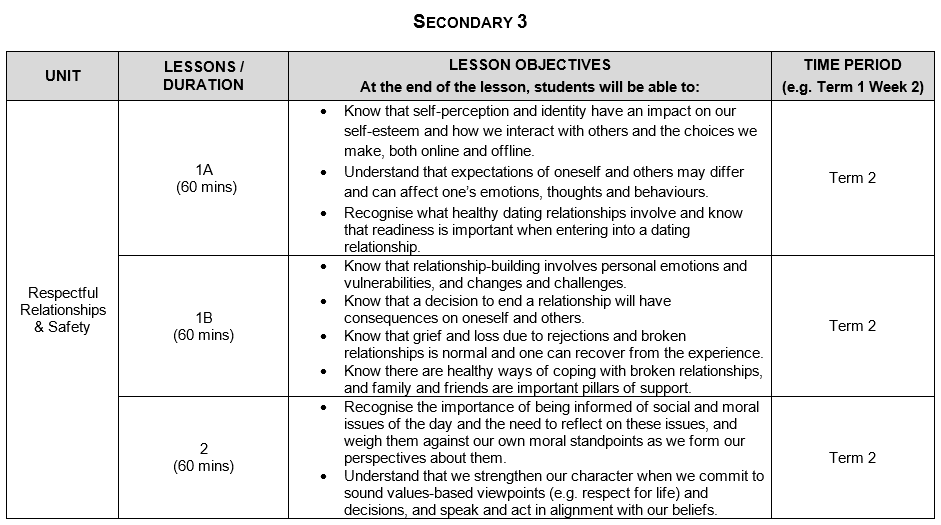 SECONDARY 3
UNIT
LESSONS /
DURATION
LESSON OBJECTIVES
At the end of the lesson, students will be able to:
TIME PERIOD
(e.g. Term 1 Week 2)
Respectful
Relationships
& Safety
1A
(60 mins)
• Know that self-perception and identity have an impact on our
self-esteem and how we interact with others and the choices we
make, both online and offline.
• Understand that expectations of oneself and others may differ
and can affect one's emotions, thoughts and behaviours.
• Recognise what healthy dating relationships involve and know
that readiness is important when entering into a dating
relationship.
Term 2
1B
(60 mins)
• Know that relationship-building involves personal emotions and
vulnerabilities, and changes and challenges.
• Know that a decision to end a relationship will have
consequences on oneself and others.
• Know that grief and loss due to rejections and broken
relationships is normal and one can recover from the experience.
• Know there are healthy ways of coping with broken relationships,
and family and friends are important pillars of support.
Term 2
2
(60 mins)
• Recognise the importance of being informed of social and moral
issues of the day and the need to reflect on these issues, and
weigh them against our own moral standpoints as we form our
perspectives about them.
• Understand that we strengthen our character when we commit to
sound values-based viewpoints (e.g. respect for life) and
decisions, and speak and act in alignment with our beliefs.
Term 2